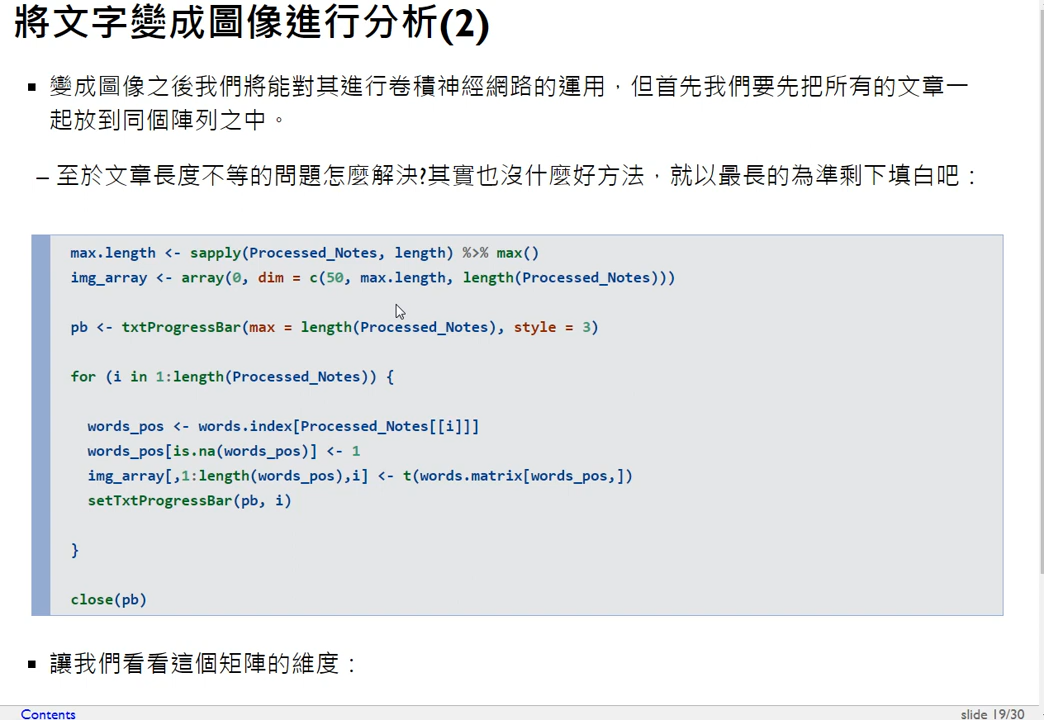 將文字變成圖像進行分析(2)
變成圖像之後我們將能對其進行卷積神經網路的運用，但首先我們要先把所有的文章一
起放到同個陣列之中。
– 至於文章長度不等的問題怎麼解決?其實也沒什麼好方法，就以最長的為準剩下填白吧：
max.length <- sapply(Processed_Notes, length) %>% max()
img_array <- array(0, dim = c(50, max.length, length(Processed_Notes)))
pb <- txtProgressBar(max = length(Processed_Notes), style = 3)
for (i in 1:length(Processed_Notes)) {
words_pos <- words.index[Processed_Notes[[i]]]
words_pos[is.na(words_pos)] <- 1
img_array[,1:length(words_pos),i] <- t(words.matrix[words_pos,])
setTxtProgressBar(pb, i)
}
close(pb)
讓我們看看這個矩陣的維度：
Contents
slide 19/30